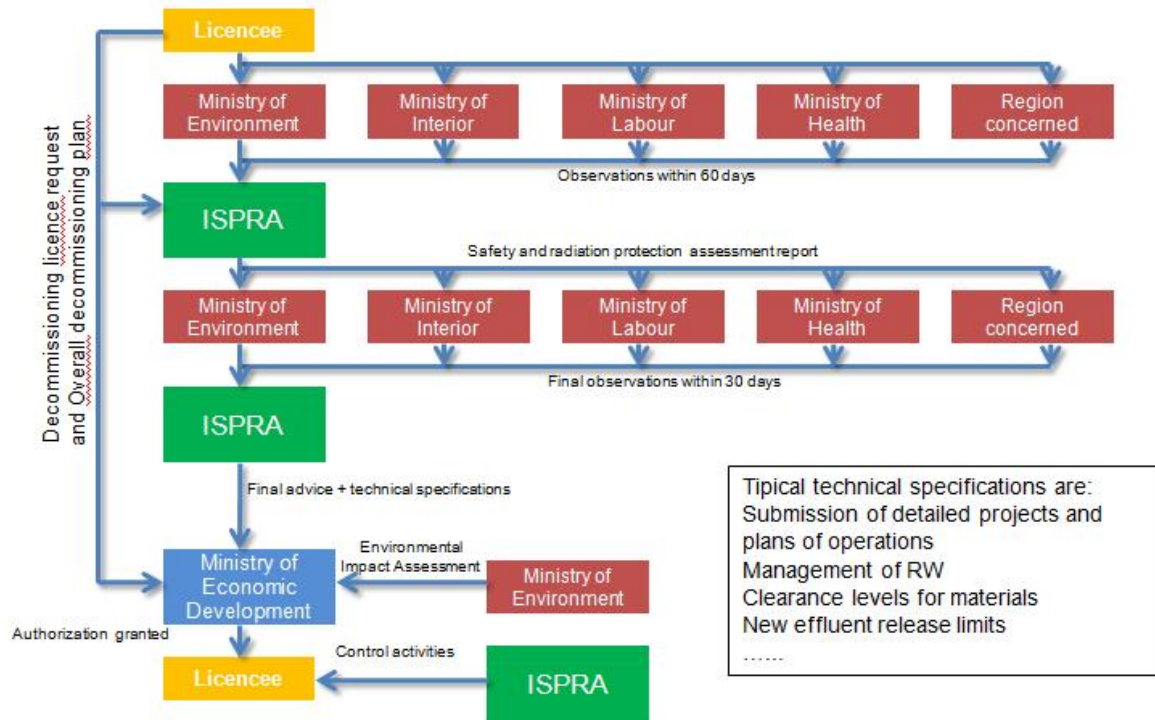 Licencee
Decommissioning licence request
and Overall decommissioning plan
Ministry of
Environment
Ministry of
Interior
Ministry of
Labour
Ministry of
Health
Region
concerned
Observations within 60 days
ISPRA
Safety and radiation protection assessment report
Ministry of
Environment
Ministry of
Interior
Ministry of
Labour
Ministry of
Health
Region
concerned
Final observations within 30 days
ISPRA
Final advice + technical specifications
Ministry of
Economic
Development
Environmental
Impact Assessment
Ministry of
Environment
Authorization granted
Licencee
Control activities
ISPRA
Tipical technical specifications are:
Submission of detailed projects and
plans of operations
Management of RW
Clearance levels for materials
New effluent release limits
......